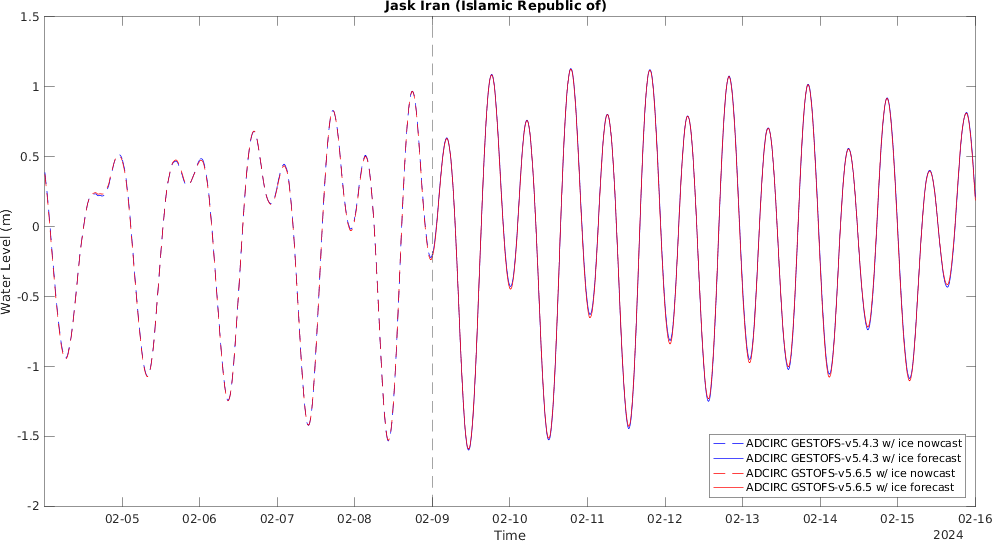 Jask Iran (Islamic Republic of)
1.5
1
0.5
0
-0.5
-1
-1.5
-2
Water Level (m)
02-05 02-06 02-07 02-08 02-09 02-10 02-11 02-12 02-13 02-14 02-15 02-16
Time
2024
ADCIRC GESTOFS-v5.4.3 w/ ice nowcast
ADCIRC GESTOFS-v5.4.3 w/ ice forecast
ADCIRC GSTOFS-v5.6.5 w/ ice nowcast
ADCIRC GSTOFS-v5.6.5 w/ ice forecast